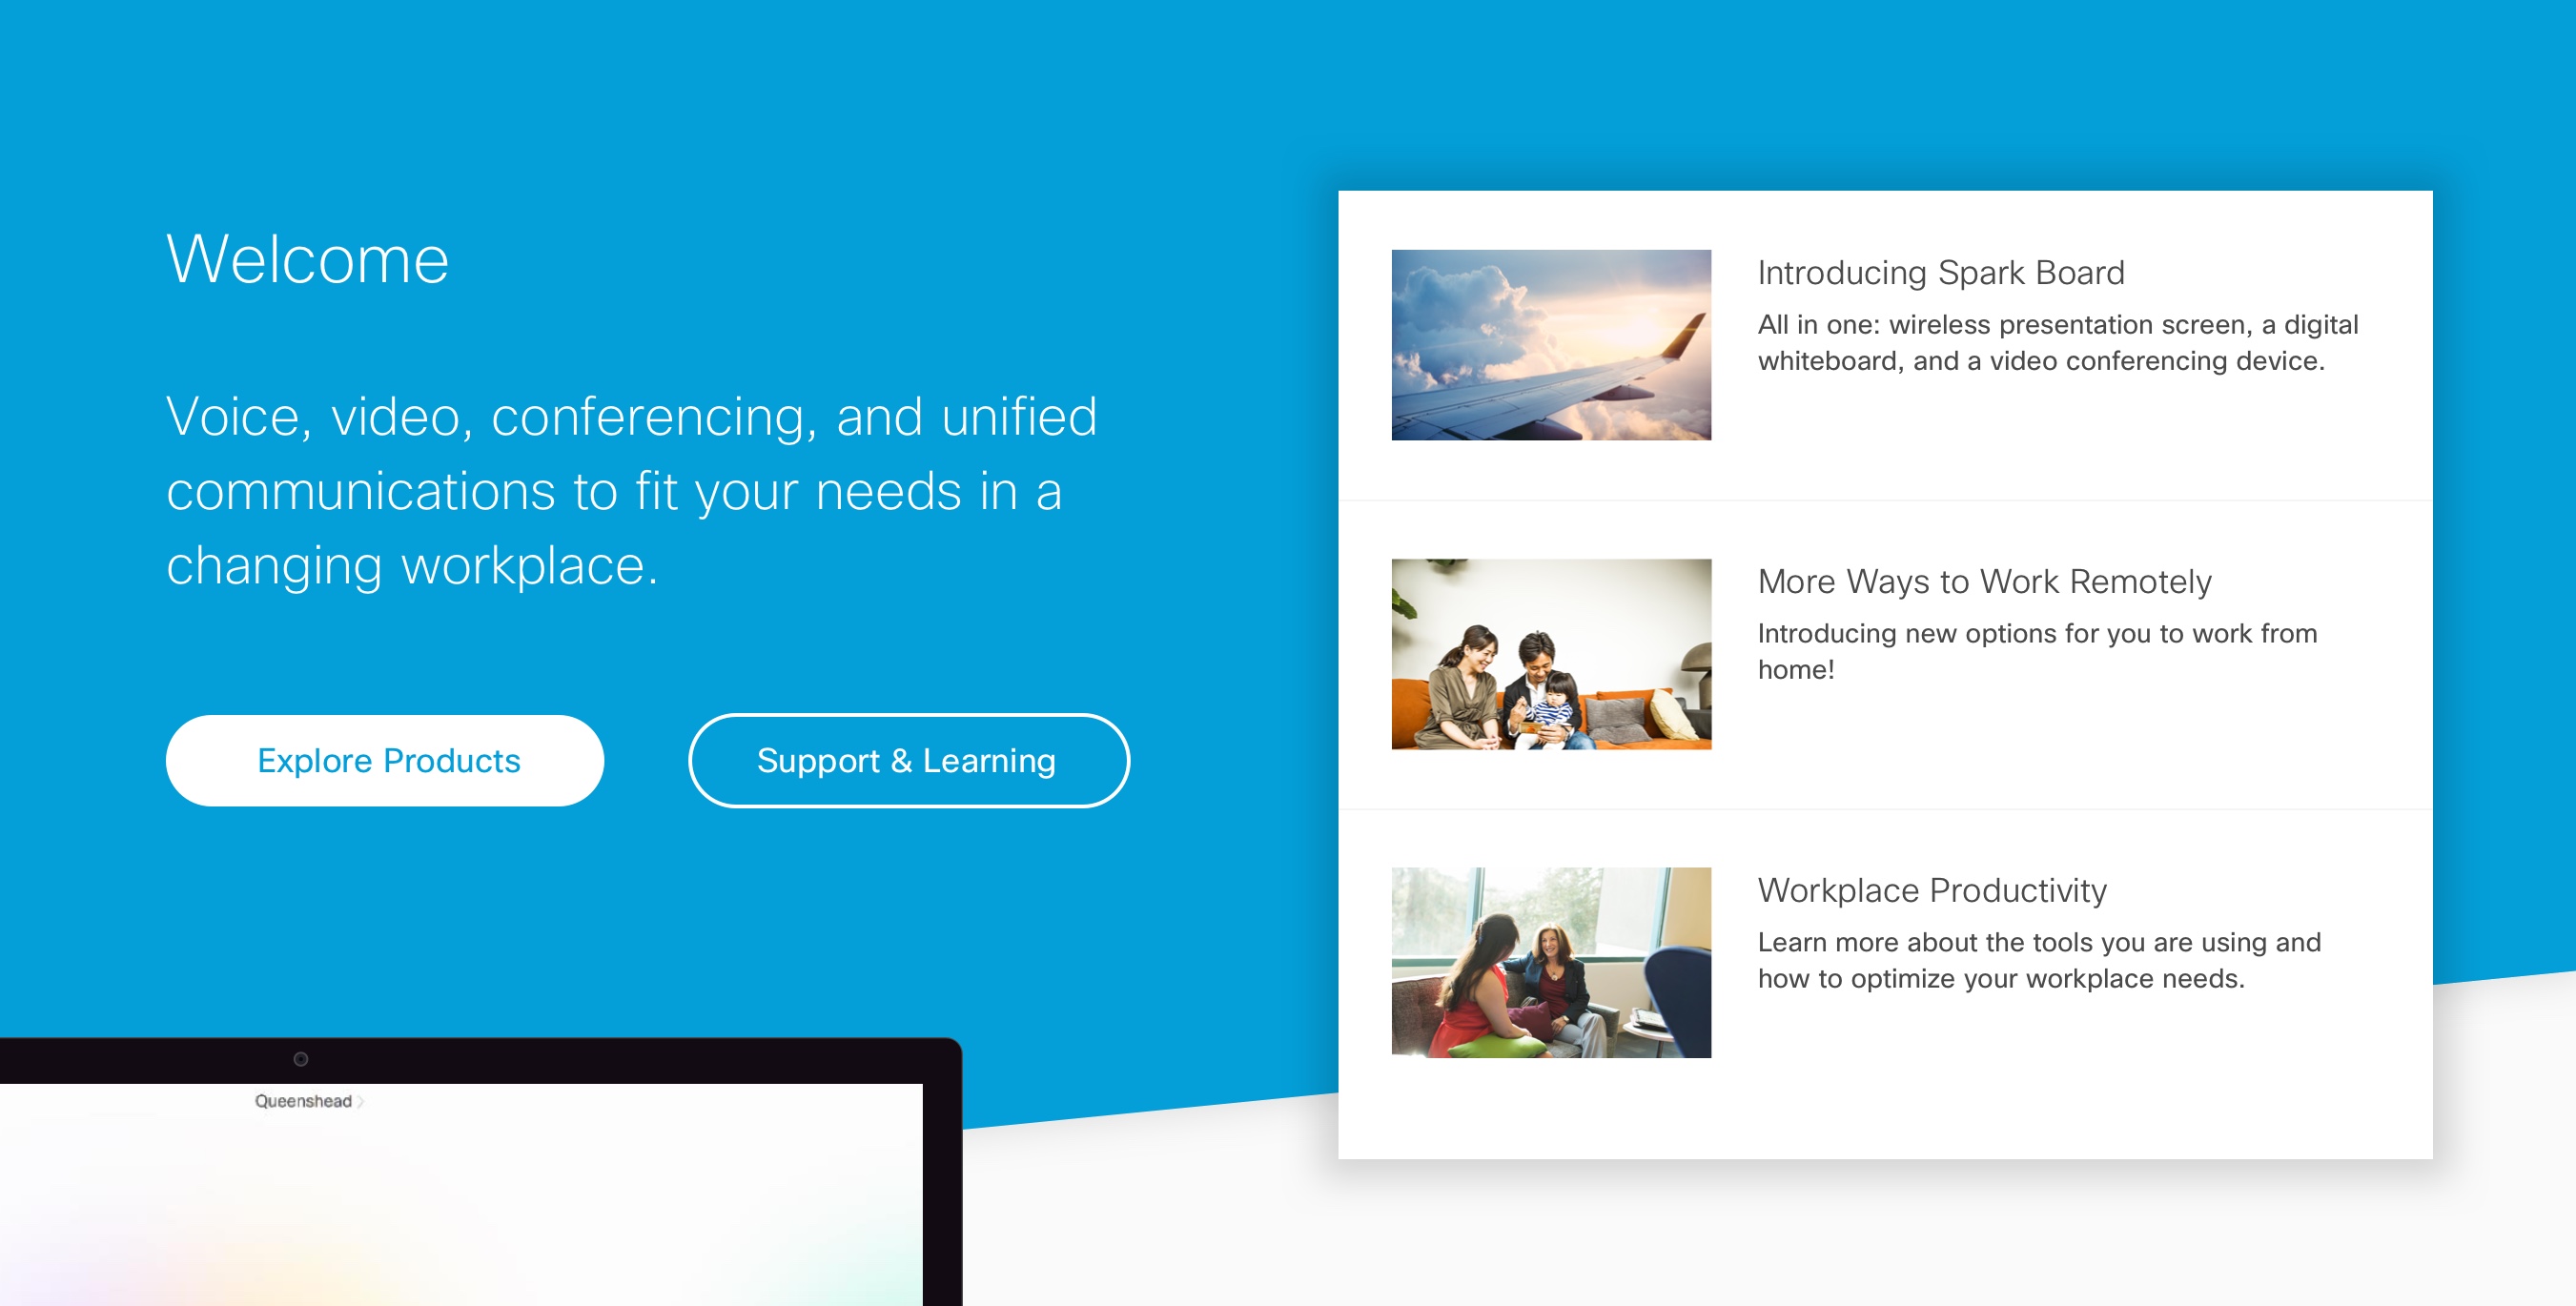 Welcome
Voice, video, conferencing, and unified
communications to fit your needs in a
changing workplace.
Explore Products
Support & Learning
Introducing Spark Board
All in one: wireless presentation screen, a digital
whiteboard, and a video conferencing device.
More Ways to Work Remotely
Introducing new options for you to work from
home!
Workplace Productivity
Learn more about the tools you are using and
how to optimize your workplace needs.
Queenshead